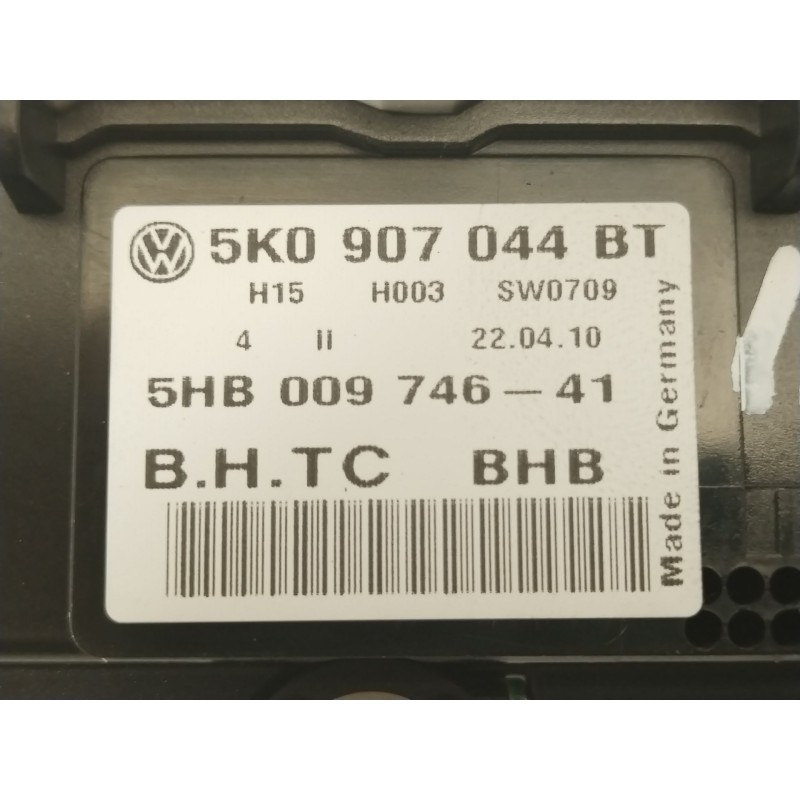 5K0 907 044 BT
H15 H003 SW0709
4 II 22.04.10
5HB 009 746-41
B.H.TC BHB
Made in Germany